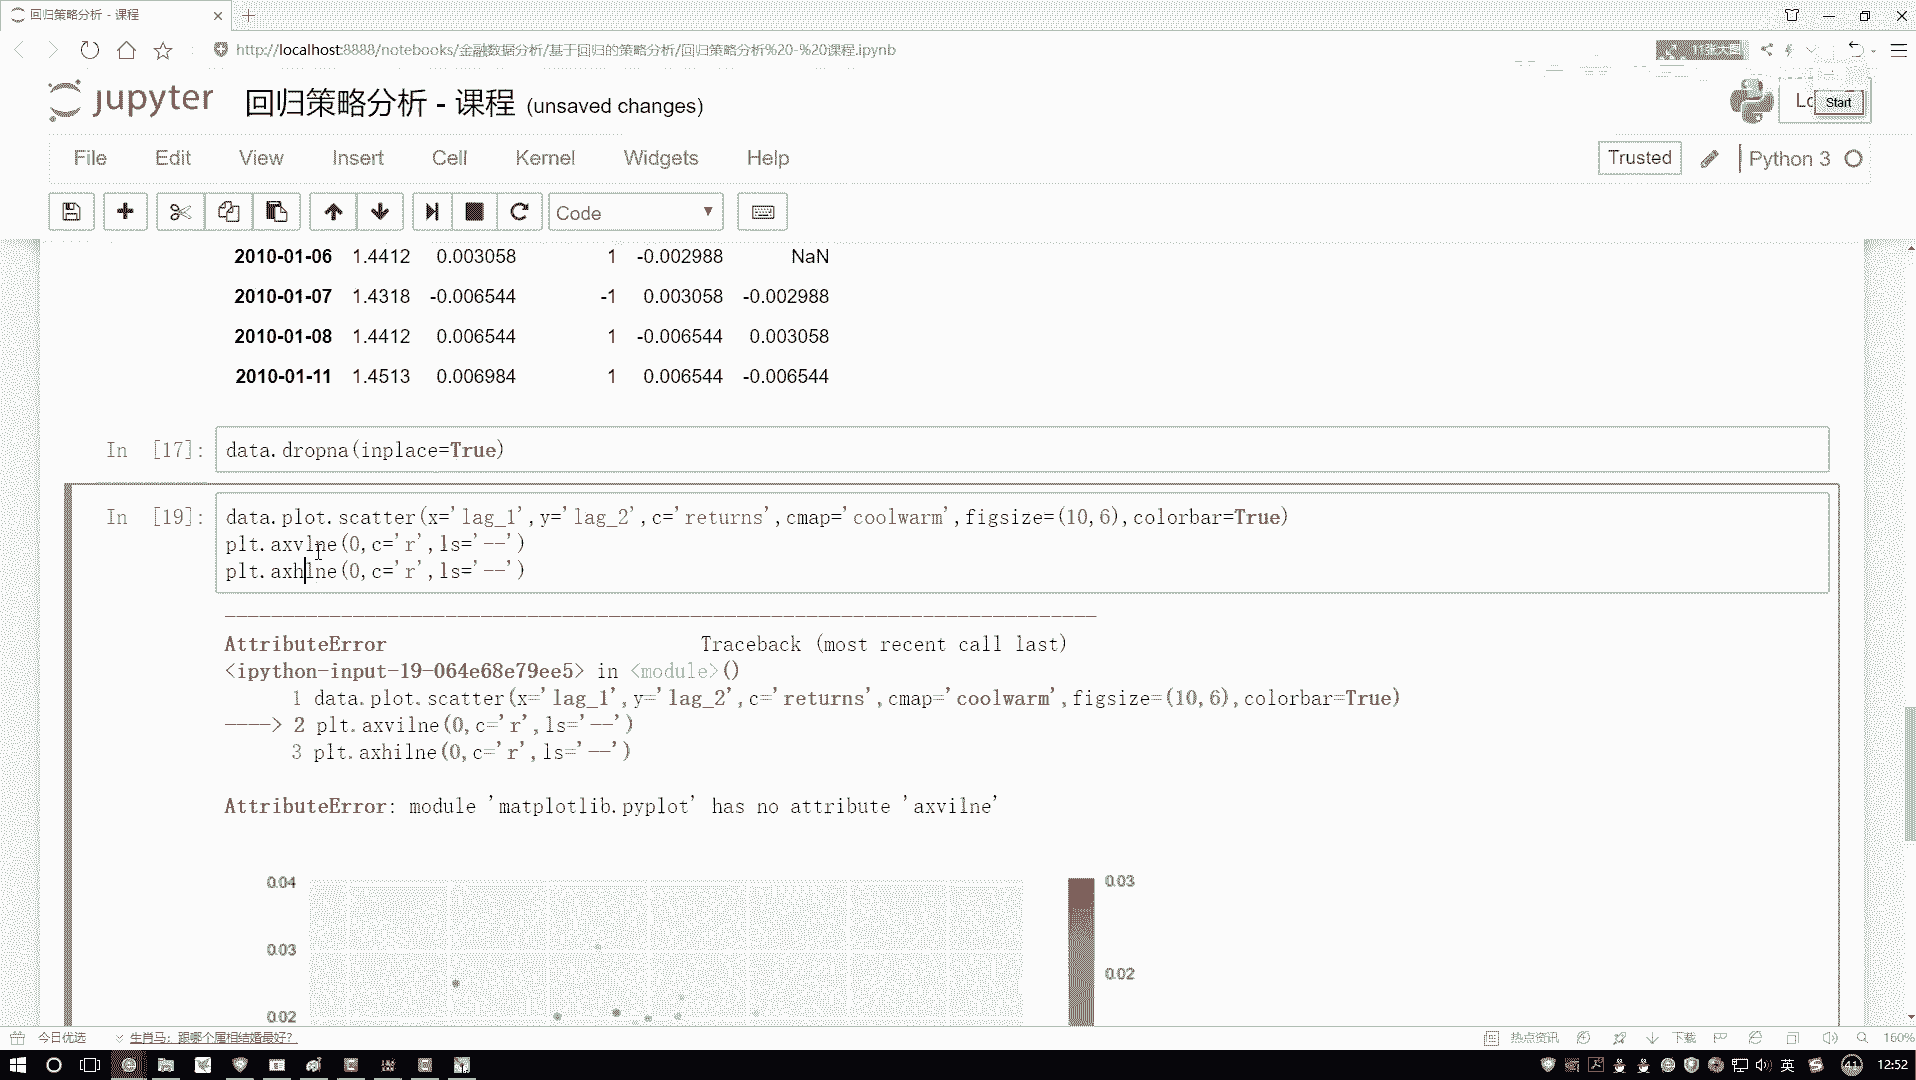 回归策略分析 - 课程
http://localhost:8888/notebooks/金融数据分析/基于回归的策略分析/回归策略分析%20-%20课程.ipynb
11张大图
jupyter 回归策略分析 - 课程 (unsaved changes)
Start
File Edit View Insert Cell Kernel Widgets Help
Trusted Python 3
Code
2010-01-06 1.4412 0.003058 1 -0.002988 NaN
2010-01-07 1.4318 -0.006544 -1 0.003058 -0.002988
2010-01-08 1.4412 0.006544 1 -0.006544 0.003058
2010-01-11 1.4513 0.006984 1 0.006544 -0.006544
In [17]: data.dropna(inplace=True)
In [19]: data.plot.scatter(x='lag_1',y='lag_2',c='returns',cmap='coolwarm',figsize=(10,6),colorbar=True)
plt.axvlne(0,c='r',ls='--')
plt.axhlne(0,c='r',ls='--')
---------------------------------------------------------------------------
AttributeError Traceback (most recent call last)
<ipython-input-19-064e68e79ee5> in <module>()
1 data.plot.scatter(x='lag_1',y='lag_2',c='returns',cmap='coolwarm',figsize=(10,6),colorbar=True)
----> 2 plt.axvilne(0,c='r',ls='--')
3 plt.axhilne(0,c='r',ls='--')
AttributeError: module 'matplotlib.pyplot' has no attribute 'axvilne'
0.04
0.03
0.02
0.03
0.02
今日优选 生肖马：跟哪个属相结婚最好？
热点资讯 下载 160%
英 41 12:52